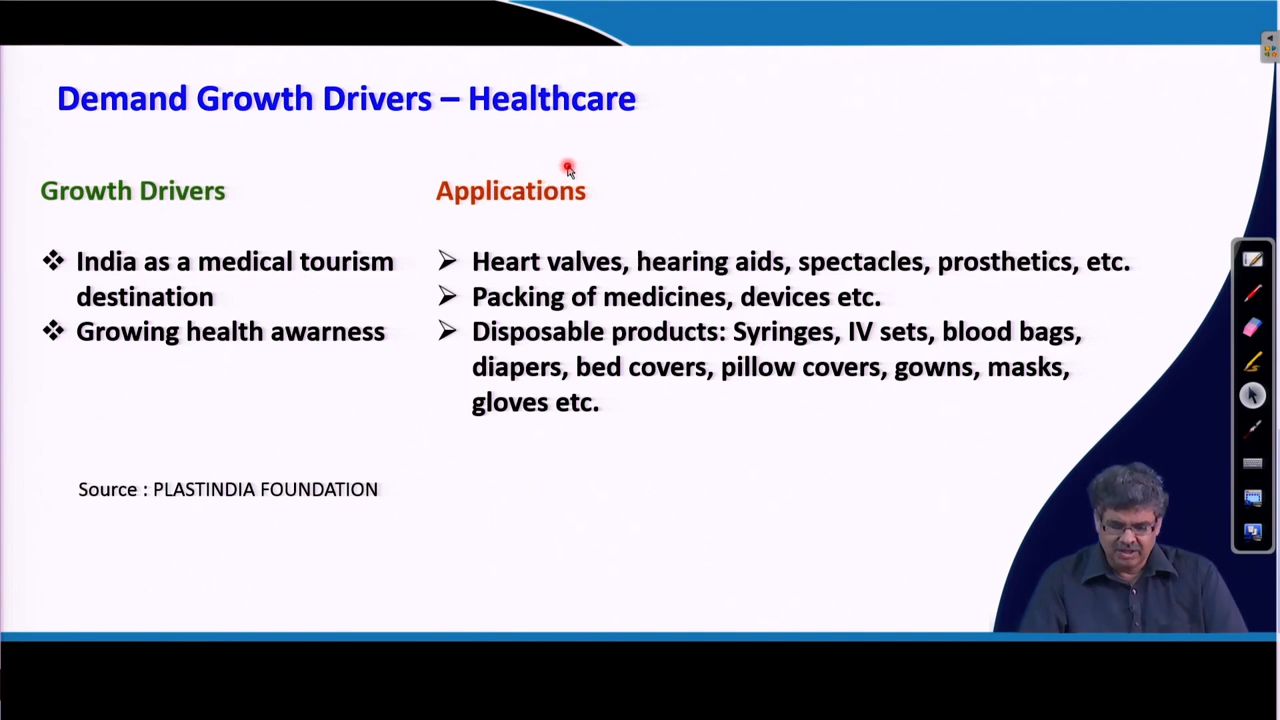 Demand Growth Drivers – Healthcare
Growth Drivers
❖ India as a medical tourism
destination
❖ Growing health awarness
Applications
➢ Heart valves, hearing aids, spectacles, prosthetics, etc.
➢ Packing of medicines, devices etc.
➢ Disposable products: Syringes, IV sets, blood bags,
diapers, bed covers, pillow covers, gowns, masks,
gloves etc.
Source : PLASTINDIA FOUNDATION